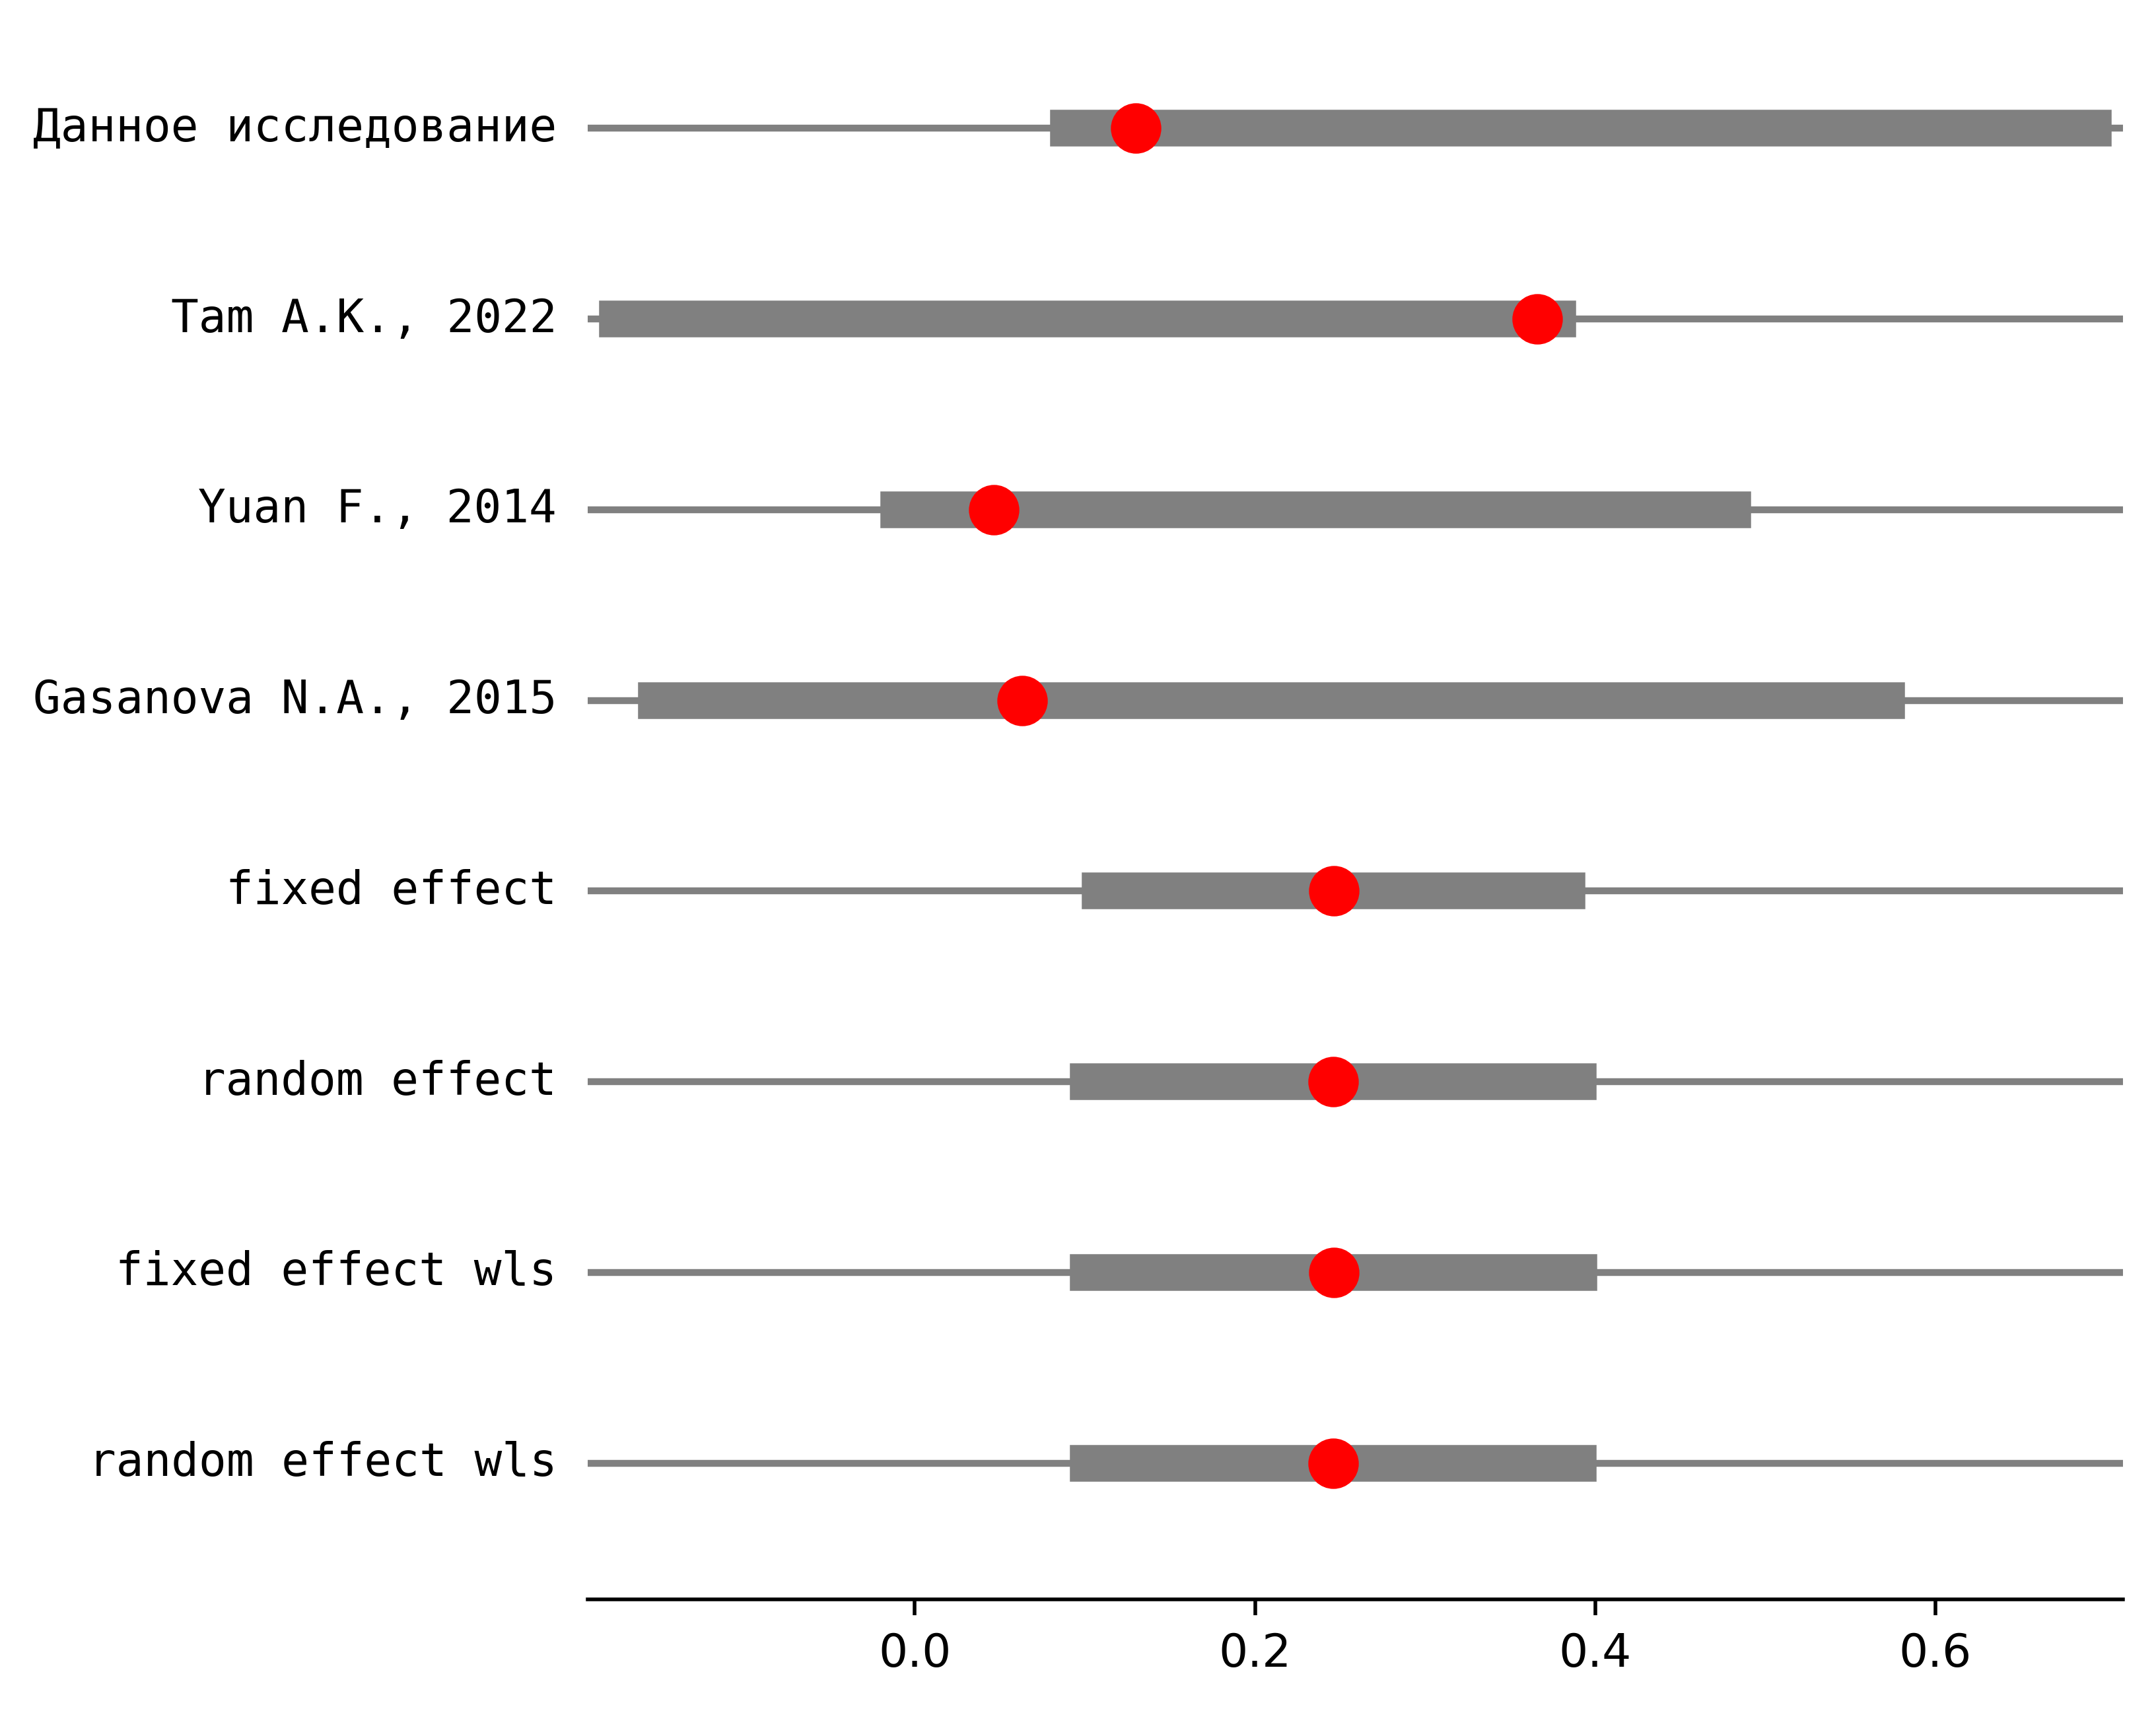 Данное исследование
Tam A.K., 2022
Yuan F., 2014
Gasanova N.A., 2015
fixed effect
random effect
fixed effect wls
random effect wls
0.0 0.2 0.4 0.6